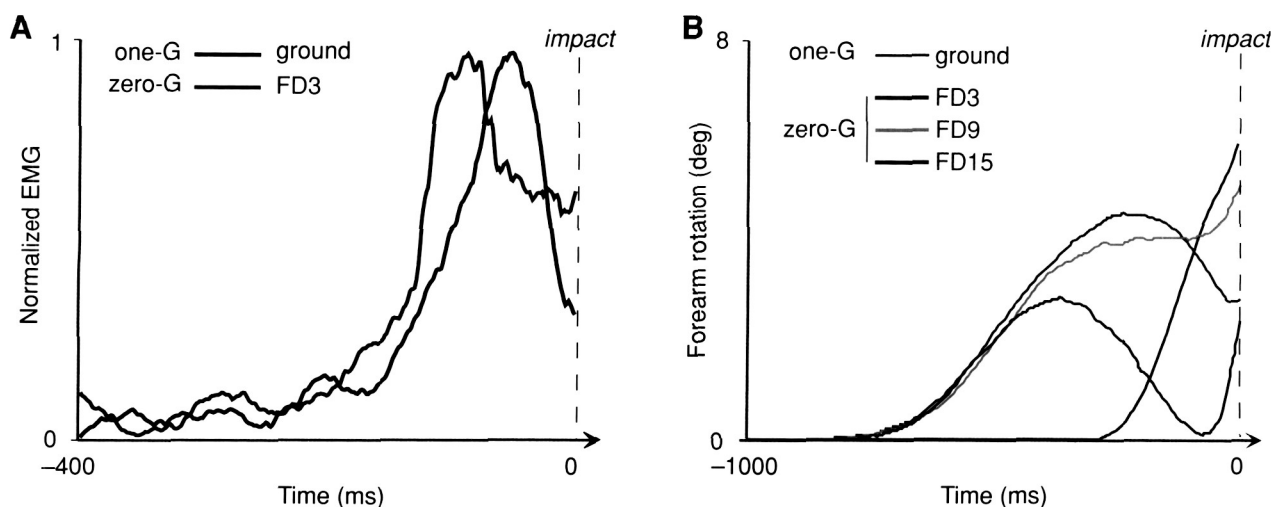 A
1
impact
one-G ground
zero-G FD3
Normalized EMG
0
–400
0
Time (ms)
B
8
impact
one-G ground
FD3
zero-G FD9
FD15
Forearm rotation (deg)
0
–1000
0
Time (ms)